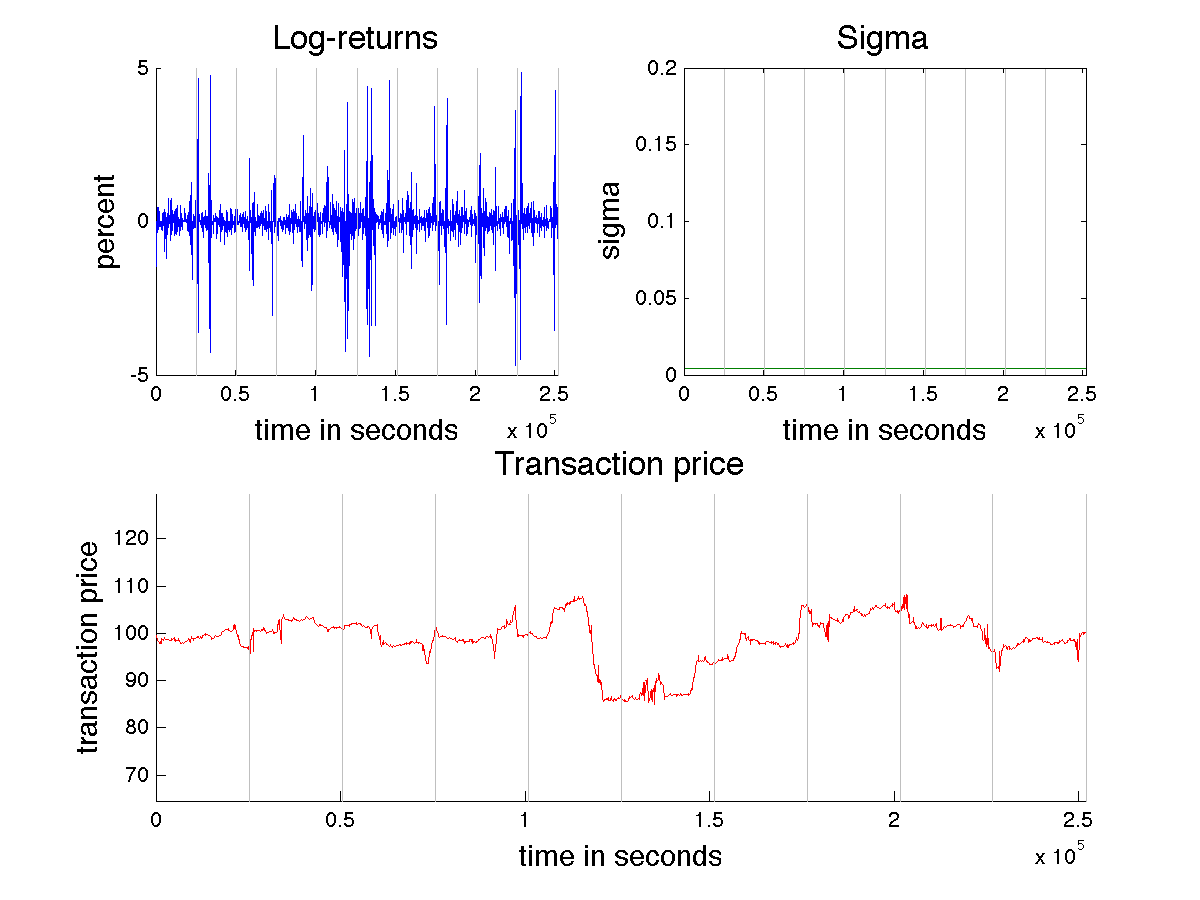 Log-returns
5
0
-5
percent
0 0.5 1 1.5 2 2.5
time in seconds
x 10^5
Sigma
0.2
0.15
0.1
0.05
0
sigma
0 0.5 1 1.5 2 2.5
time in seconds
x 10^5
Transaction price
120
110
100
90
80
70
transaction price
0 0.5 1 1.5 2 2.5
time in seconds
x 10^5